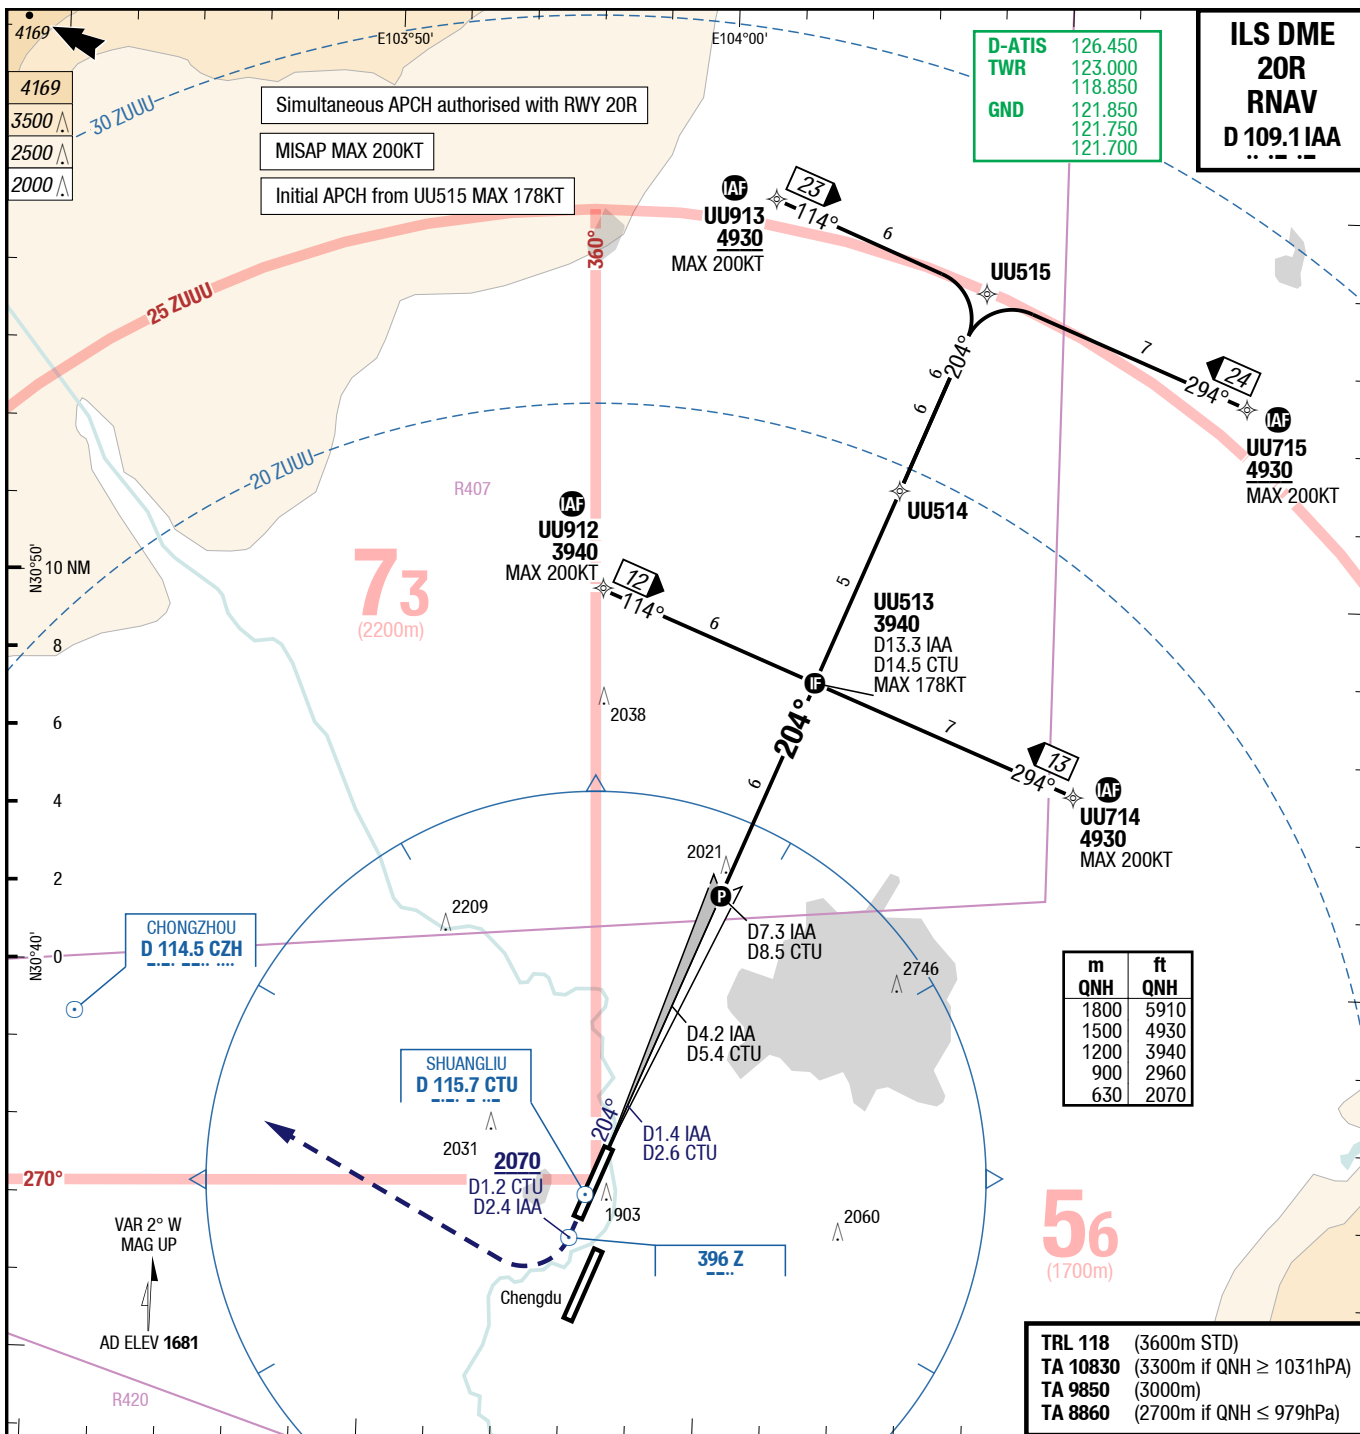 4169
4169
3500
2500
2000
E103°50'
E104°00'
30 ZUUU
Simultaneous APCH authorised with RWY 20R
MISAP MAX 200KT
Initial APCH from UU515 MAX 178KT
D-ATIS 126.450
TWR 123.000
118.850
GND 121.850
121.750
121.700
ILS DME
20R
RNAV
D 109.1 IAA
IAF
UU913
4930
MAX 200KT
23
114°
6
360°
25 ZUUU
UU515
7
24
294°
IAF
UU715
4930
MAX 200KT
204°
6
6
20 ZUUU
R407
UU514
IAF
UU912
3940
MAX 200KT
12
114°
6
5
N30°50'
10 NM
8
6
4
2
0
N30°40'
73
(2200m)
UU513
3940
D13.3 IAA
D14.5 CTU
MAX 178KT
IF
204°
7
13
294°
IAF
UU714
4930
MAX 200KT
2038
6
2021
P
D7.3 IAA
D8.5 CTU
2209
CHONGZHOU
D 114.5 CZH
2746
m ft
QNH QNH
1800 5910
1500 4930
1200 3940
900 2960
630 2070
D4.2 IAA
D5.4 CTU
SHUANGLIU
D 115.7 CTU
204°
D1.4 IAA
D2.6 CTU
2031
2070
D1.2 CTU
D2.4 IAA
270°
1903
2060
396 Z
56
(1700m)
VAR 2° W
MAG UP
AD ELEV 1681
Chengdu
R420
TRL 118 (3600m STD)
TA 10830 (3300m if QNH ≥ 1031hPA)
TA 9850 (3000m)
TA 8860 (2700m if QNH ≤ 979hPa)